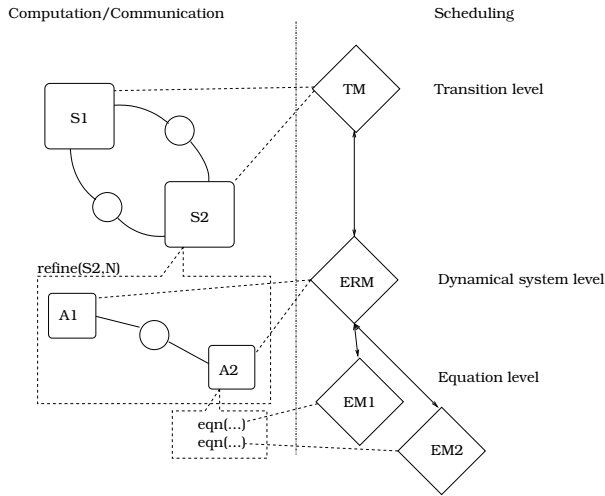 Computation/Communication
Scheduling
TM
Transition level
S1
S2
refine(S2,N)
ERM
Dynamical system level
A1
A2
Equation level
EM1
eqn(...)
eqn(...)
EM2